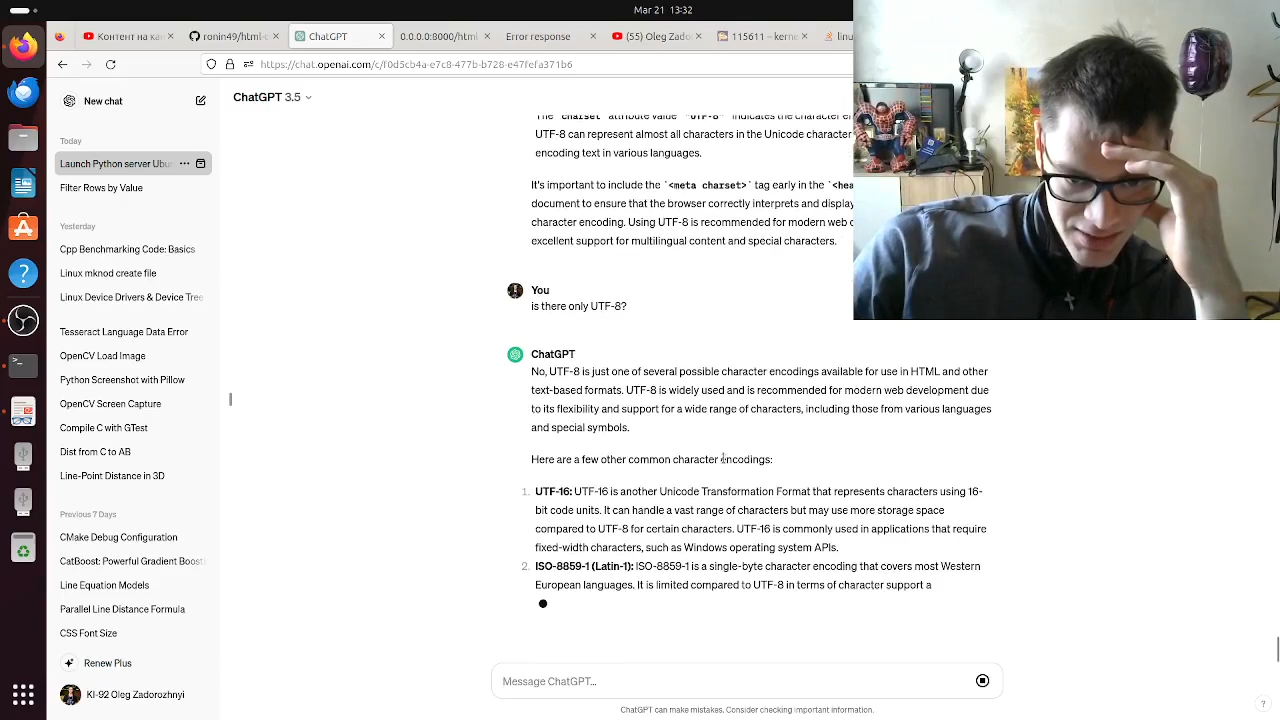 Mar 21 13:32
Контент на кан
ronin49/html-c
ChatGPT
0.0.0.0:8000/html
Error response
(55) Oleg Zado
115611 – kerne
linu
https://chat.openai.com/c/f0d5cb4a-e7c8-477b-b728-e47fefa371b6
New chat
Today
Launch Python server Ubu
Filter Rows by Value
Yesterday
Cpp Benchmarking Code: Basics
Linux mknod create file
Linux Device Drivers & Device Tree
Tesseract Language Data Error
OpenCV Load Image
Python Screenshot with Pillow
OpenCV Screen Capture
Compile C with GTest
Dist from C to AB
Line-Point Distance in 3D
Previous 7 Days
CMake Debug Configuration
CatBoost: Powerful Gradient Boosti
Line Equation Models
Parallel Line Distance Formula
CSS Font Size
Renew Plus
KI-92 Oleg Zadorozhnyi
ChatGPT 3.5
The `charset` attribute value "UTF-8" indicates the character e
UTF-8 can represent almost all characters in the Unicode character
encoding text in various languages.
It's important to include the `<meta charset>` tag early in the `<hea
document to ensure that the browser correctly interprets and display
character encoding. Using UTF-8 is recommended for modern web
excellent support for multilingual content and special characters.
You
is there only UTF-8?
ChatGPT
No, UTF-8 is just one of several possible character encodings available for use in HTML and other
text-based formats. UTF-8 is widely used and is recommended for modern web development due
to its flexibility and support for a wide range of characters, including those from various languages
and special symbols.
Here are a few other common character encodings:
1. UTF-16: UTF-16 is another Unicode Transformation Format that represents characters using 16-
bit code units. It can handle a vast range of characters but may use more storage space
compared to UTF-8 for certain characters. UTF-16 is commonly used in applications that require
fixed-width characters, such as Windows operating system APIs.
2. ISO-8859-1 (Latin-1): ISO-8859-1 is a single-byte character encoding that covers most Western
European languages. It is limited compared to UTF-8 in terms of character support a
Message ChatGPT...
ChatGPT can make mistakes. Consider checking important information.
?